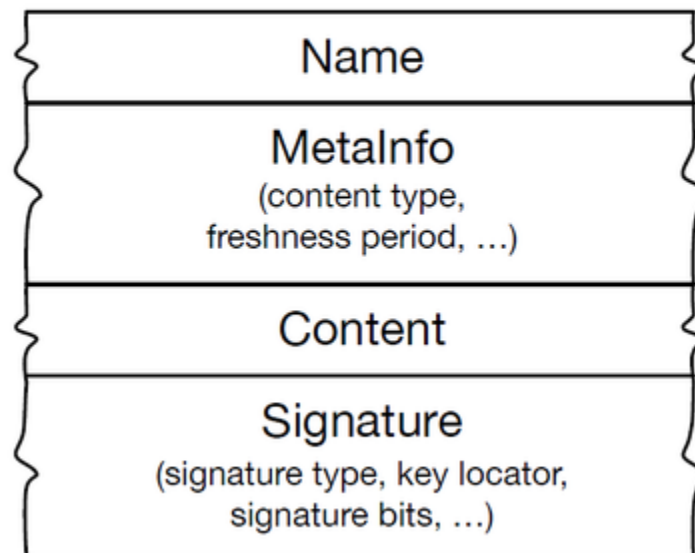 Name
MetaInfo
(content type,
freshness period, …)
Content
Signature
(signature type, key locator,
signature bits, …)